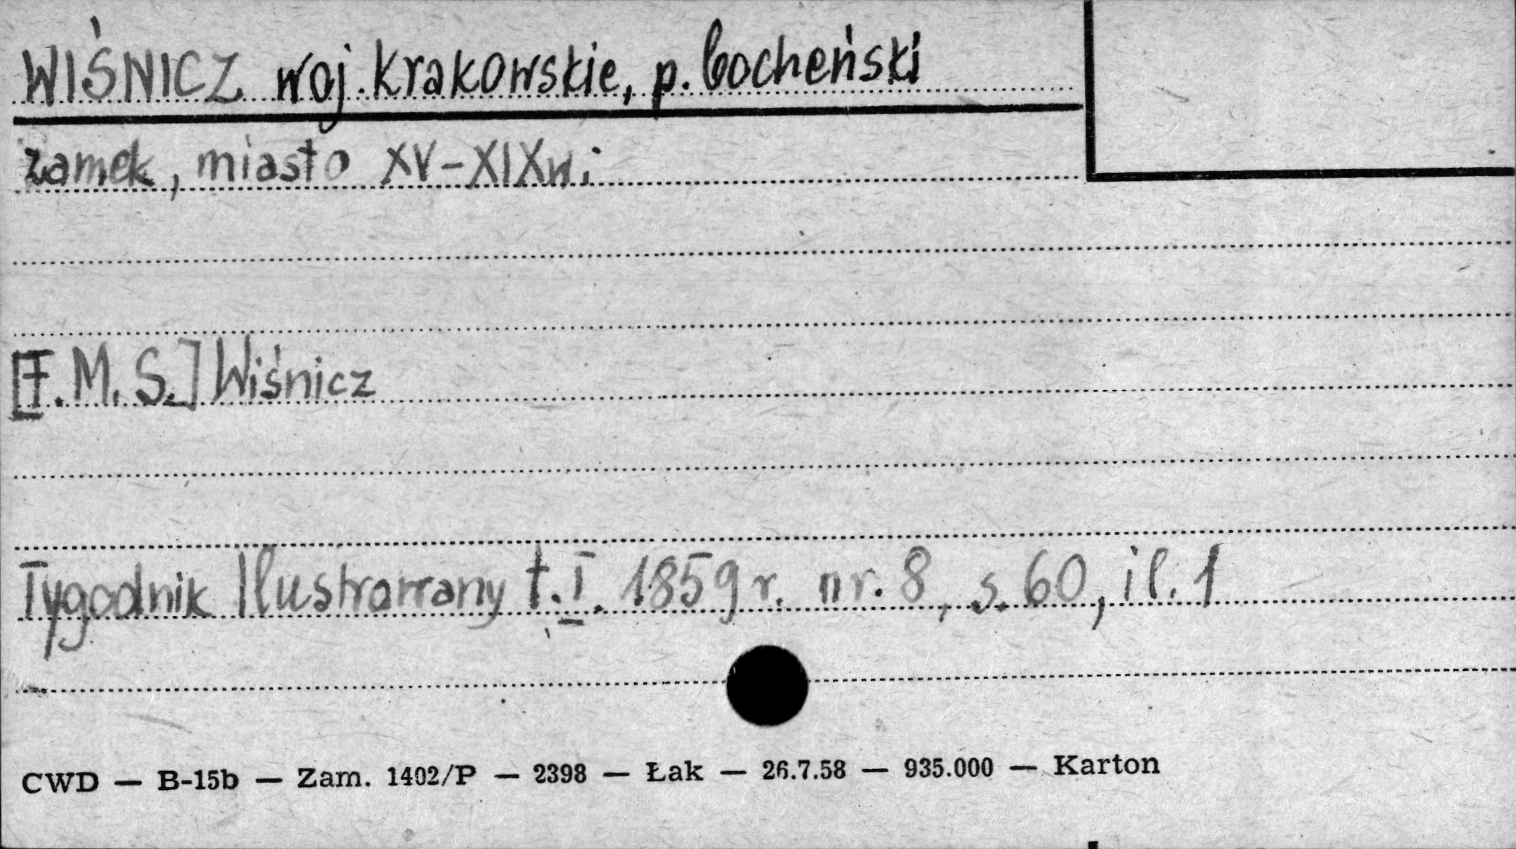 WIŚNICZ woj. Krakowskie, p. bocheński
zamek, miasto XV-XIXw;
[F. M. S.] Wiśnicz
Tygodnik Ilustrowany t. I. 1859 r. nr. 8, s. 60, il. 1
CWD — B-15b — Zam. 1402/P — 2398 — Łak — 26.7.58 — 935.000 — Karton